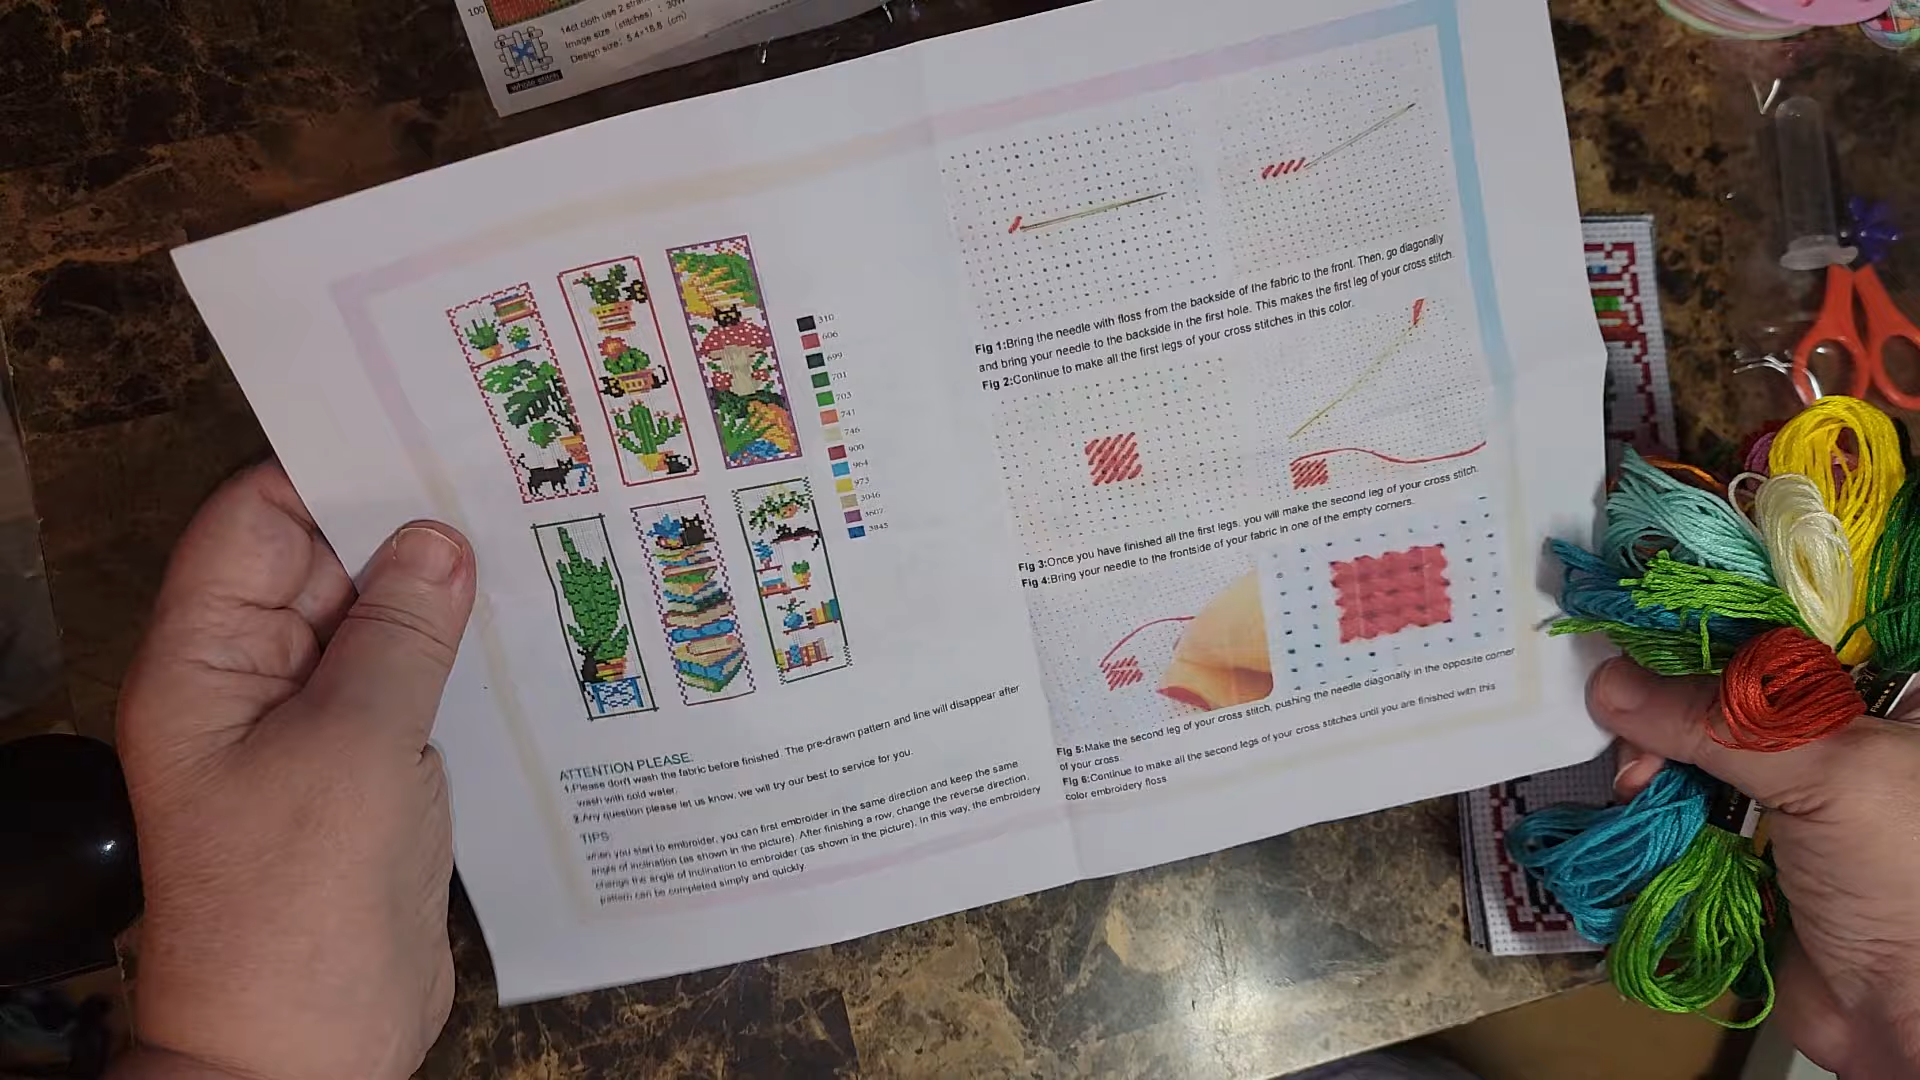 100
14ct cloth use 2 stran
Image size (stitches) : 30
Design size: 5.4×18.8 (cm)
whole stitch
310
606
699
701
703
741
746
900
964
973
3046
3607
3845
Fig 1:Bring the needle with floss from the backside of the fabric to the front. Then, go diagonally
and bring your needle to the backside in the first hole. This makes the first leg of your cross stitch.
Fig 2:Continue to make all the first legs of your cross stitches in this color.
Fig 3:Once you have finished all the first legs, you will make the second leg of your cross stitch.
Fig 4:Bring your needle to the frontside of your fabric in one of the empty corners.
Fig 5:Make the second leg of your cross stitch, pushing the needle diagonally in the opposite corner
of your cross.
Fig 6:Continue to make all the second legs of your cross stitches until you are finished with this
color embroidery floss
ATTENTION PLEASE:
1.Please don't wash the fabric before finished. The pre-drawn pattern and line will disappear after
wash with cold water.
2.Any question please let us know, we will try our best to service for you.
TIPS
when you start to embroider, you can first embroider in the same direction and keep the same
angle of inclination (as shown in the picture). After finishing a row, change the reverse direction,
change the angle of inclination to embroider (as shown in the picture). In this way, the embroidery
pattern can be completed simply and quickly